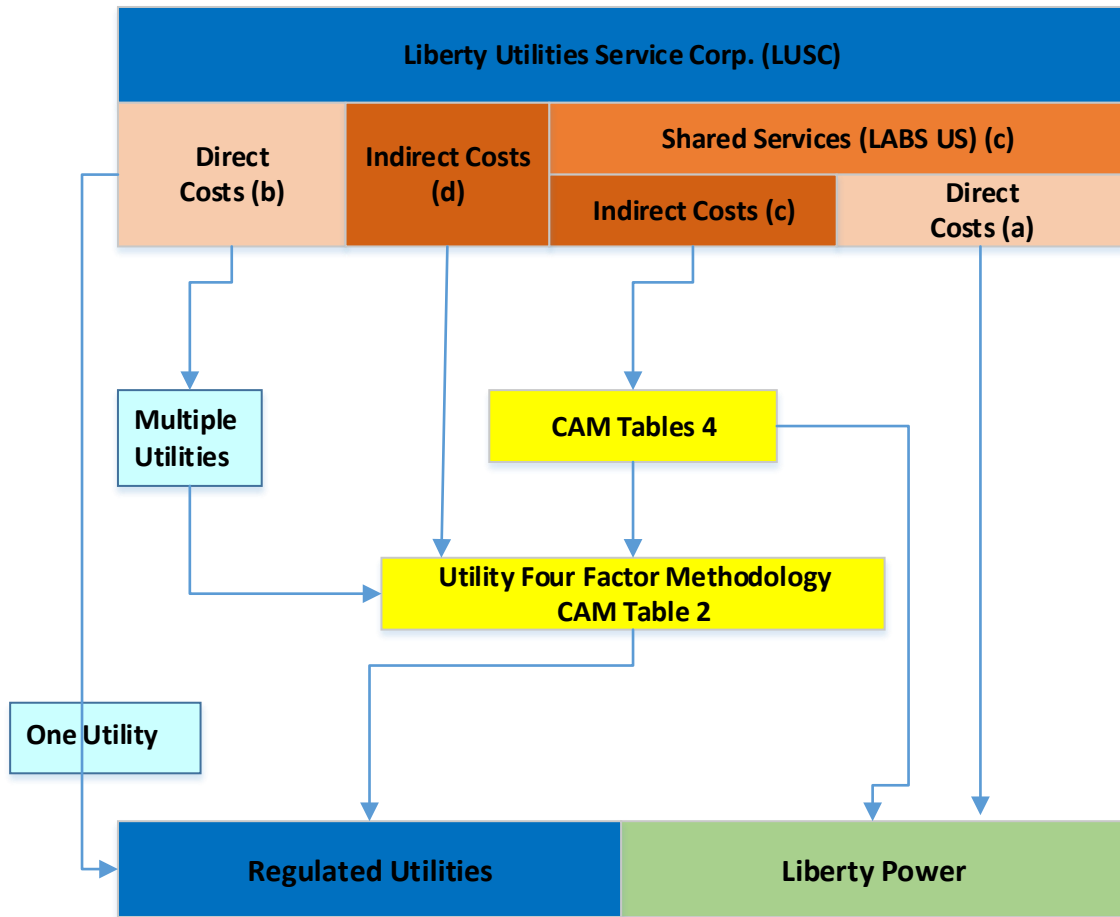 Liberty Utilities Service Corp. (LUSC)
Direct
Costs (b)
Indirect Costs
(d)
Shared Services (LABS US) (c)
Indirect Costs (c)
Direct
Costs (a)
Multiple
Utilities
CAM Tables 4
Utility Four Factor Methodology
CAM Table 2
One Utility
Regulated Utilities
Liberty Power